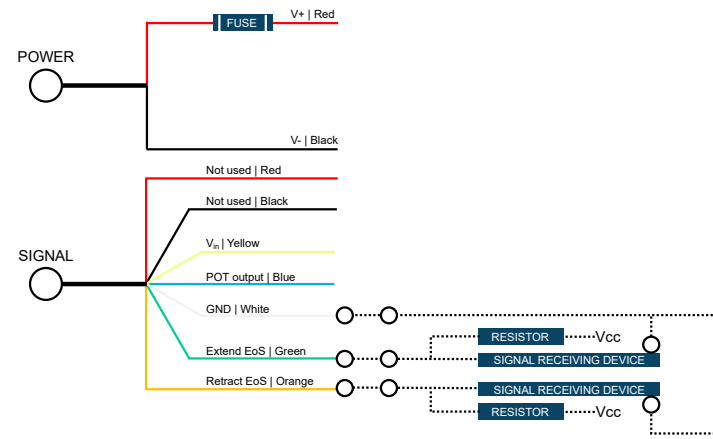 V+ | Red
FUSE
POWER
V- | Black
Not used | Red
Not used | Black
Vin | Yellow
SIGNAL
POT output | Blue
GND | White
RESISTOR
Vcc
Extend EoS | Green
SIGNAL RECEIVING DEVICE
Retract EoS | Orange
SIGNAL RECEIVING DEVICE
RESISTOR
Vcc